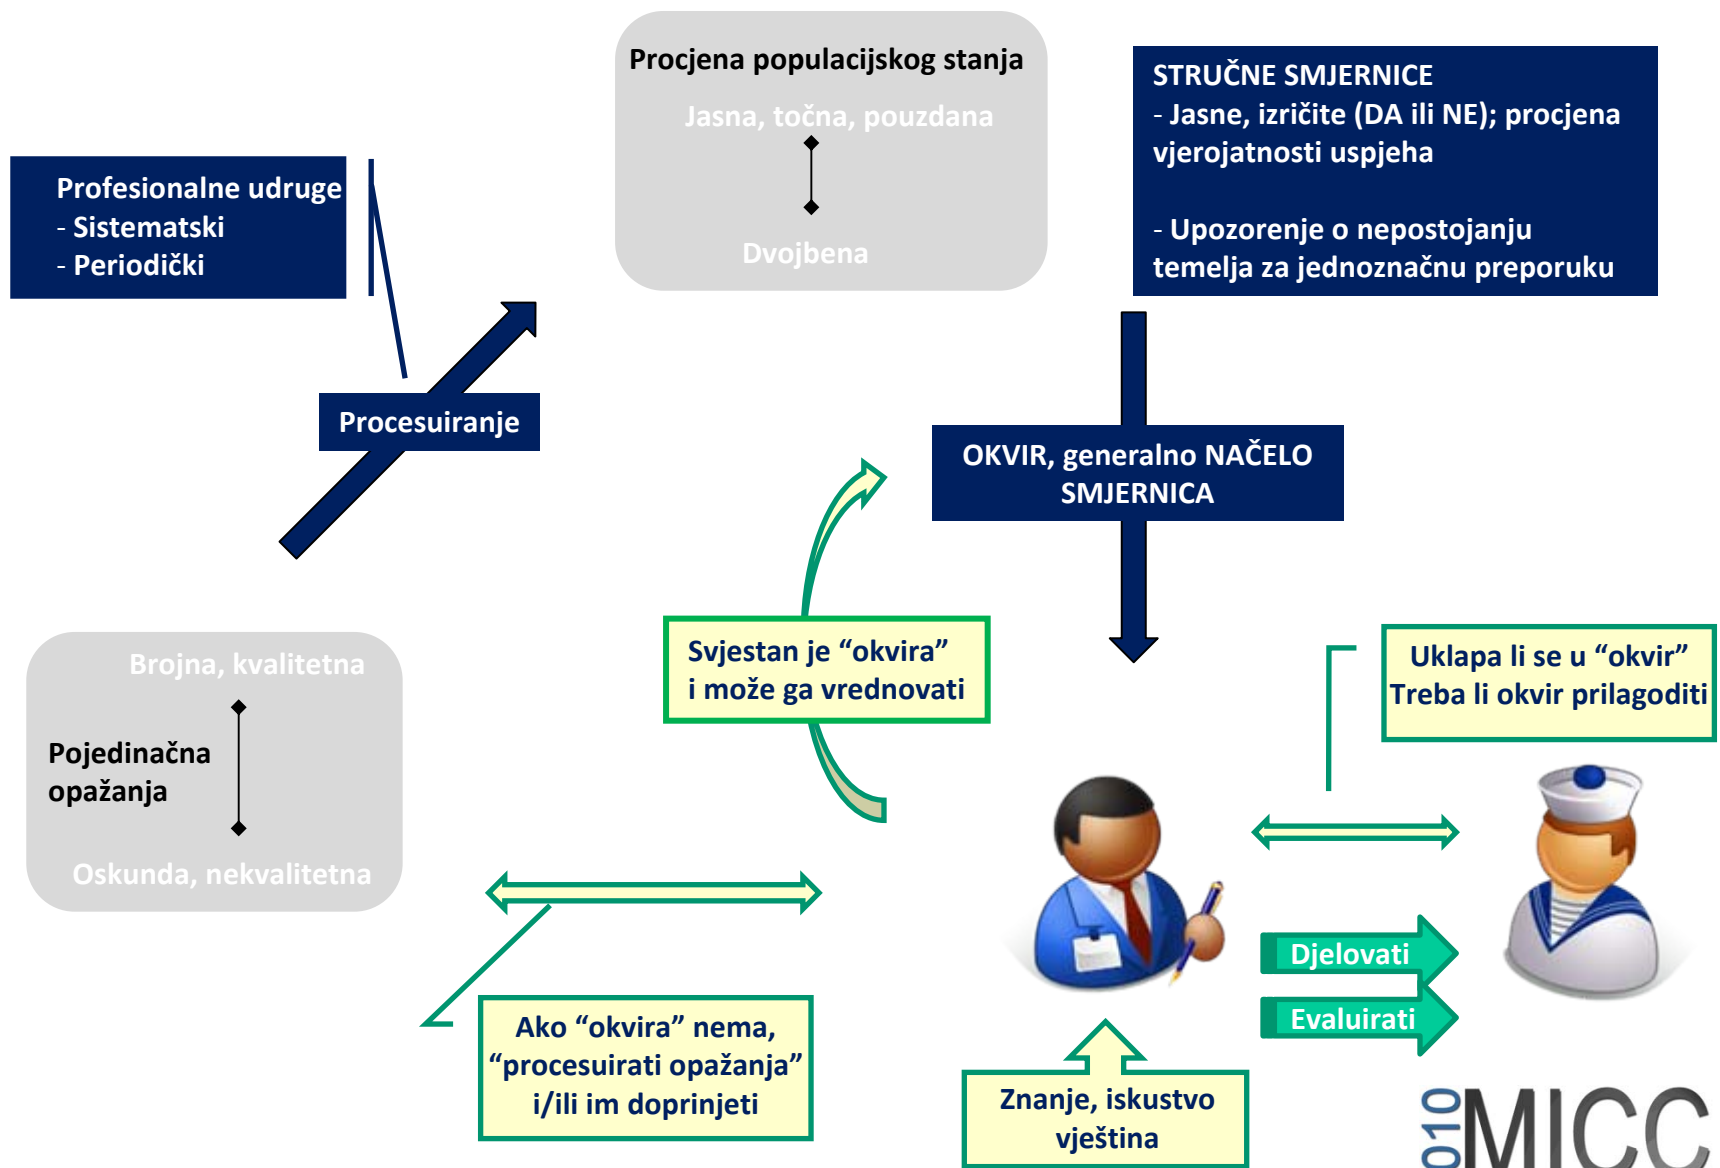 Procjena populacijskog stanja
Jasna, točna, pouzdana
Dvojbena
STRUČNE SMJERNICE
- Jasne, izričite (DA ili NE); procjena
vjerojatnosti uspjeha
- Upozorenje o nepostojanju
temelja za jednoznačnu preporuku
Profesionalne udruge
- Sistematski
- Periodički
Procesuiranje
OKVIR, generalno NAČELO
SMJERNICA
Svjestan je “okvira”
i može ga vrednovati
Uklapa li se u “okvir”
Treba li okvir prilagoditi
Brojna, kvalitetna
Pojedinačna
opažanja
Oskunda, nekvalitetna
Djelovati
Evaluirati
Ako “okvira” nema,
“procesuirati opažanja”
i/ili im doprinjeti
Znanje, iskustvo
vještina
010
MICC